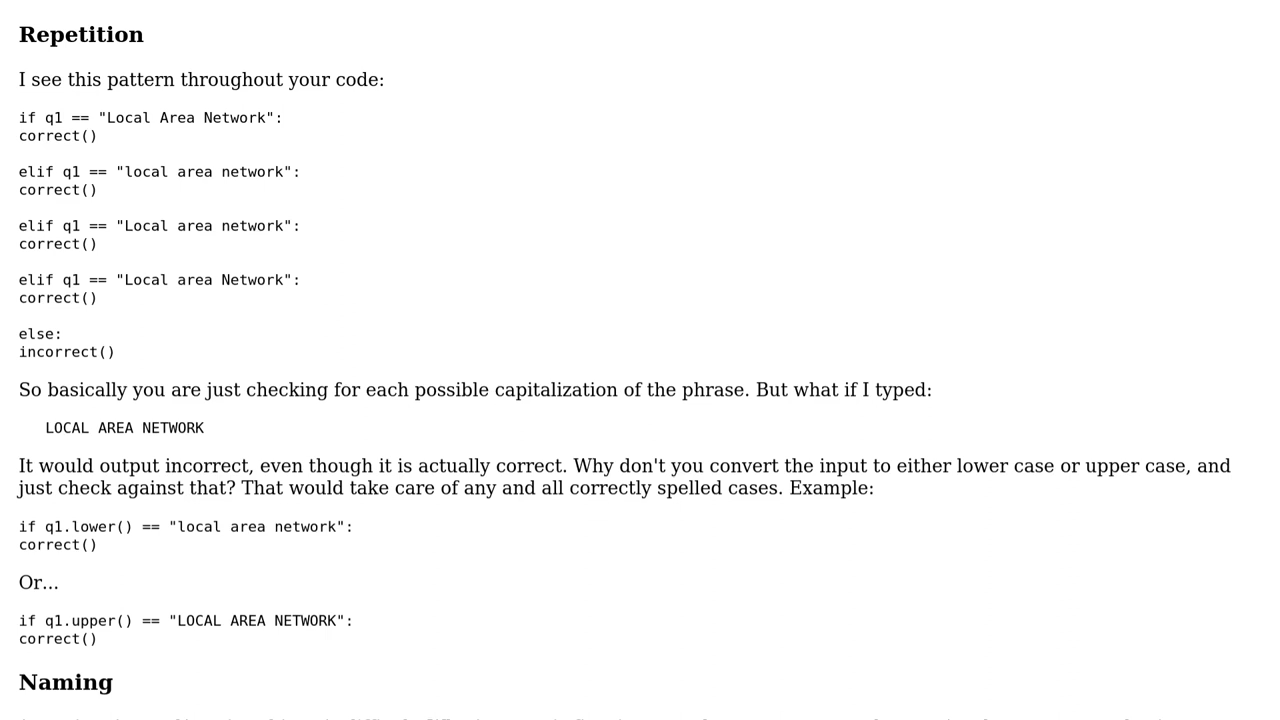 Repetition
I see this pattern throughout your code:
if q1 == "Local Area Network":
correct()
elif q1 == "local area network":
correct()
elif q1 == "Local area network":
correct()
elif q1 == "Local area Network":
correct()
else:
incorrect()
So basically you are just checking for each possible capitalization of the phrase. But what if I typed:
LOCAL AREA NETWORK
It would output incorrect, even though it is actually correct. Why don't you convert the input to either lower case or upper case, and
just check against that? That would take care of any and all correctly spelled cases. Example:
if q1.lower() == "local area network":
correct()
Or...
if q1.upper() == "LOCAL AREA NETWORK":
correct()
Naming